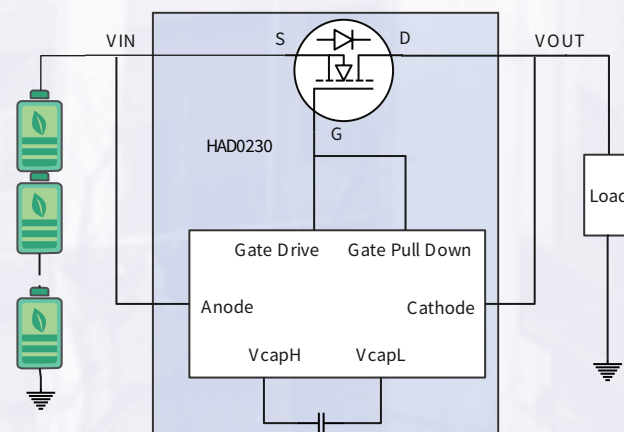 VIN
S
D
VOUT
G
HAD0230
Load
Gate Drive
Gate Pull Down
Anode
Cathode
VcapH
VcapL